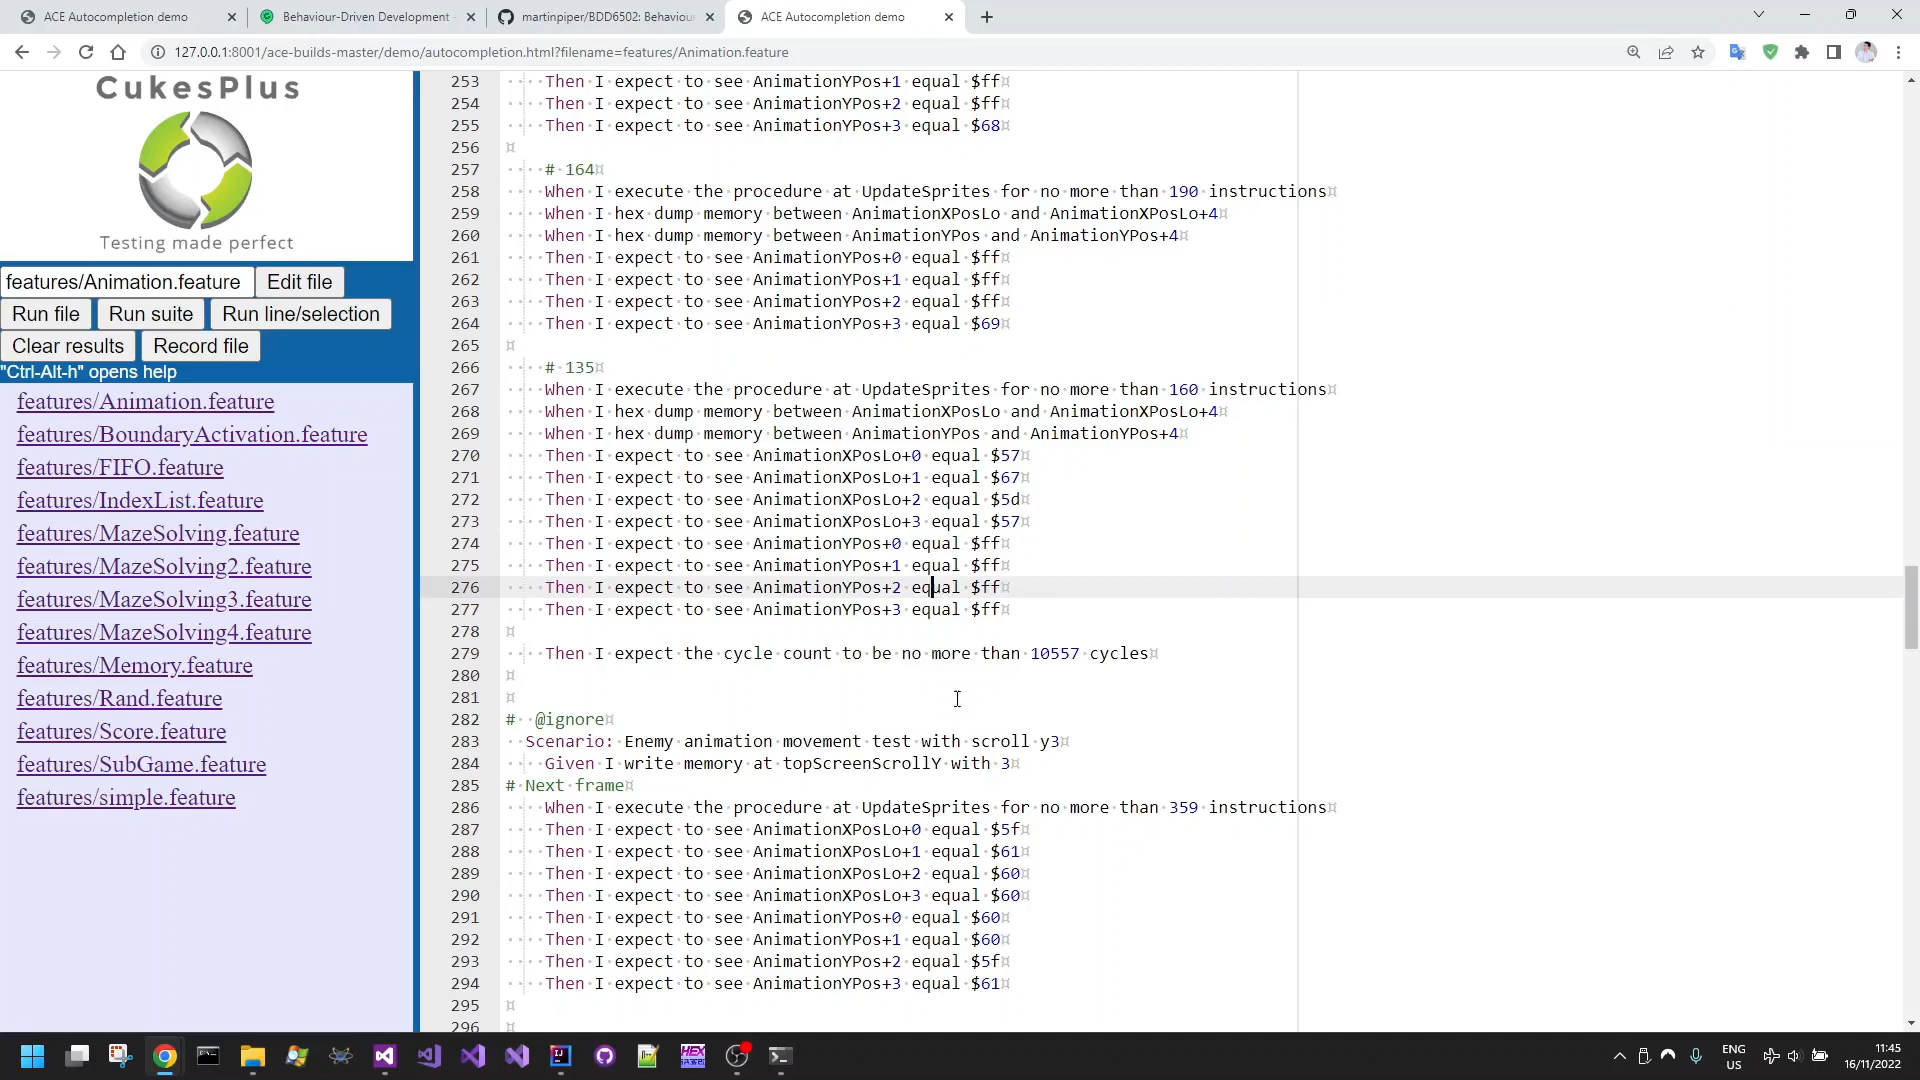 ACE Autocompletion demo
Behaviour-Driven Development -
martinpiper/BDD6502: Behaviour
ACE Autocompletion demo
127.0.0.1:8001/ace-builds-master/demo/autocompletion.html?filename=features/Animation.feature
CukesPlus
Testing made perfect
features/Animation.feature
Edit file
Run file
Run suite
Run line/selection
Clear results
Record file
"Ctrl-Alt-h" opens help
features/Animation.feature
features/BoundaryActivation.feature
features/FIFO.feature
features/IndexList.feature
features/MazeSolving.feature
features/MazeSolving2.feature
features/MazeSolving3.feature
features/MazeSolving4.feature
features/Memory.feature
features/Rand.feature
features/Score.feature
features/SubGame.feature
features/simple.feature
253 Then I expect to see AnimationYPos+1 equal $ff
254 Then I expect to see AnimationYPos+2 equal $ff
255 Then I expect to see AnimationYPos+3 equal $68
256
257 # 164
258 When I execute the procedure at UpdateSprites for no more than 190 instructions
259 When I hex dump memory between AnimationXPosLo and AnimationXPosLo+4
260 When I hex dump memory between AnimationYPos and AnimationYPos+4
261 Then I expect to see AnimationYPos+0 equal $ff
262 Then I expect to see AnimationYPos+1 equal $ff
263 Then I expect to see AnimationYPos+2 equal $ff
264 Then I expect to see AnimationYPos+3 equal $69
265
266 # 135
267 When I execute the procedure at UpdateSprites for no more than 160 instructions
268 When I hex dump memory between AnimationXPosLo and AnimationXPosLo+4
269 When I hex dump memory between AnimationYPos and AnimationYPos+4
270 Then I expect to see AnimationXPosLo+0 equal $57
271 Then I expect to see AnimationXPosLo+1 equal $67
272 Then I expect to see AnimationXPosLo+2 equal $5d
273 Then I expect to see AnimationXPosLo+3 equal $57
274 Then I expect to see AnimationYPos+0 equal $ff
275 Then I expect to see AnimationYPos+1 equal $ff
276 Then I expect to see AnimationYPos+2 equal $ff
277 Then I expect to see AnimationYPos+3 equal $ff
278
279 Then I expect the cycle count to be no more than 10557 cycles
280
281
282 # @ignore
283 Scenario: Enemy animation movement test with scroll y3
284 Given I write memory at topScreenScrollY with 3
285 # Next frame
286 When I execute the procedure at UpdateSprites for no more than 359 instructions
287 Then I expect to see AnimationXPosLo+0 equal $5f
288 Then I expect to see AnimationXPosLo+1 equal $61
289 Then I expect to see AnimationXPosLo+2 equal $60
290 Then I expect to see AnimationXPosLo+3 equal $60
291 Then I expect to see AnimationYPos+0 equal $60
292 Then I expect to see AnimationYPos+1 equal $60
293 Then I expect to see AnimationYPos+2 equal $5f
294 Then I expect to see AnimationYPos+3 equal $61
295
296
HEX
ENG
US
11:45
16/11/2022